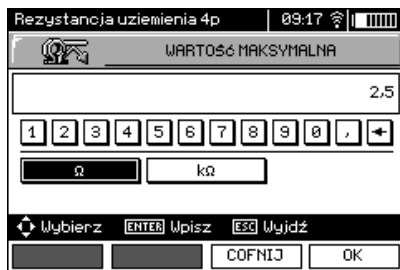 Rezystancja uziemienia 4p 09:17
WARTOŚĆ MAKSYMALNA
2,5
1 2 3 4 5 6 7 8 9 0 , ←
Ω kΩ
Wybierz ENTER Wpisz ESC Wyjdź
COFNIJ OK